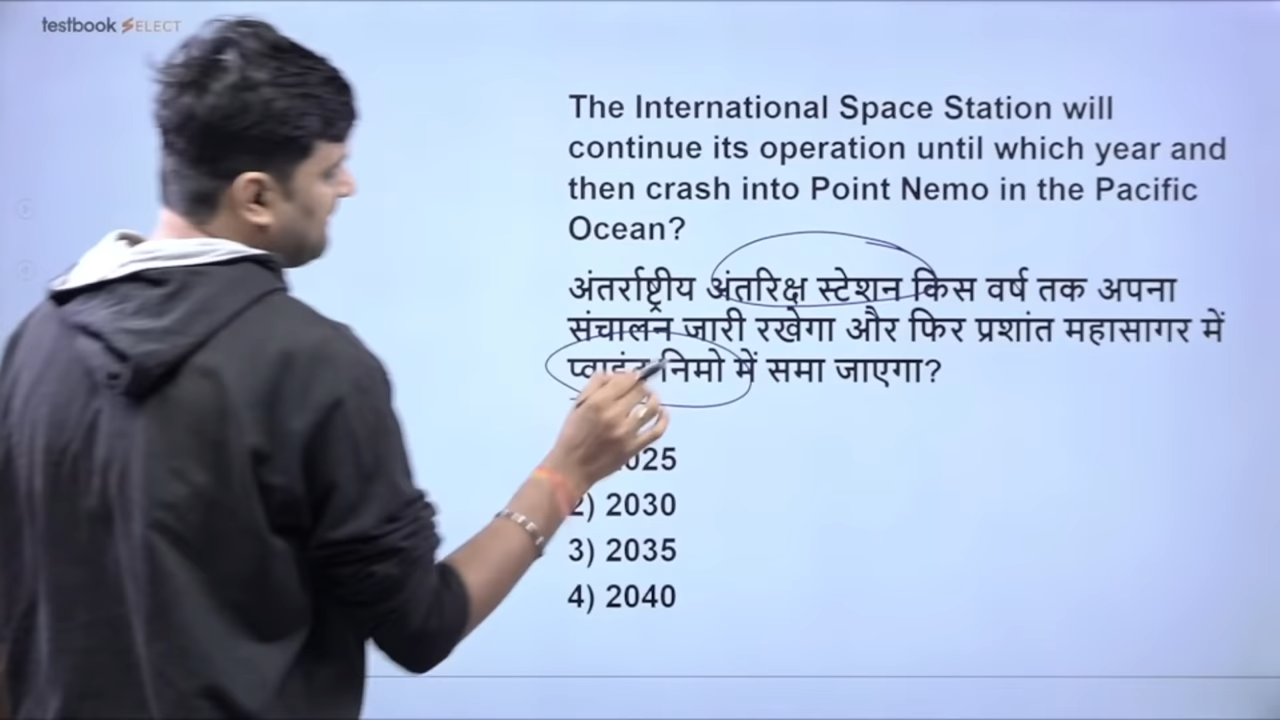 testbook SELECT
The International Space Station will
continue its operation until which year and
then crash into Point Nemo in the Pacific
Ocean?
अंतर्राष्ट्रीय अंतरिक्ष स्टेशन किस वर्ष तक अपना
संचालन जारी रखेगा और फिर प्रशांत महासागर में
निमो में समा जाएगा?
2) 2030
3) 2035
4) 2040